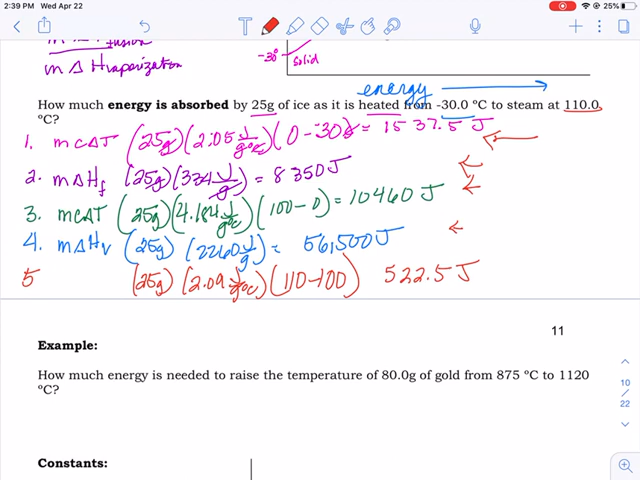 2:39 PM Wed Apr 22
25%
T
fusion
m Δ Hvaporization
-30°
solid
energy
How much energy is absorbed by 25g of ice as it is heated from -30.0 °C to steam at 110.0
°C?
1. mCΔT (25g)(2.05 J/g°C)(0--30) = 1537.5 J
2. mΔHf (25g)(334 J/g) = 8350J
3. mCΔT (25g)(4.184 J/g°C)(100-0) = 10460 J
4. mΔHv (25g) (2260 J/g) = 561500J
5 (25g)(2.09 J/g°C)(110-100) 522.5 J
11
Example:
How much energy is needed to raise the temperature of 80.0g of gold from 875 °C to 1120
°C?
10
/
22
Constants: